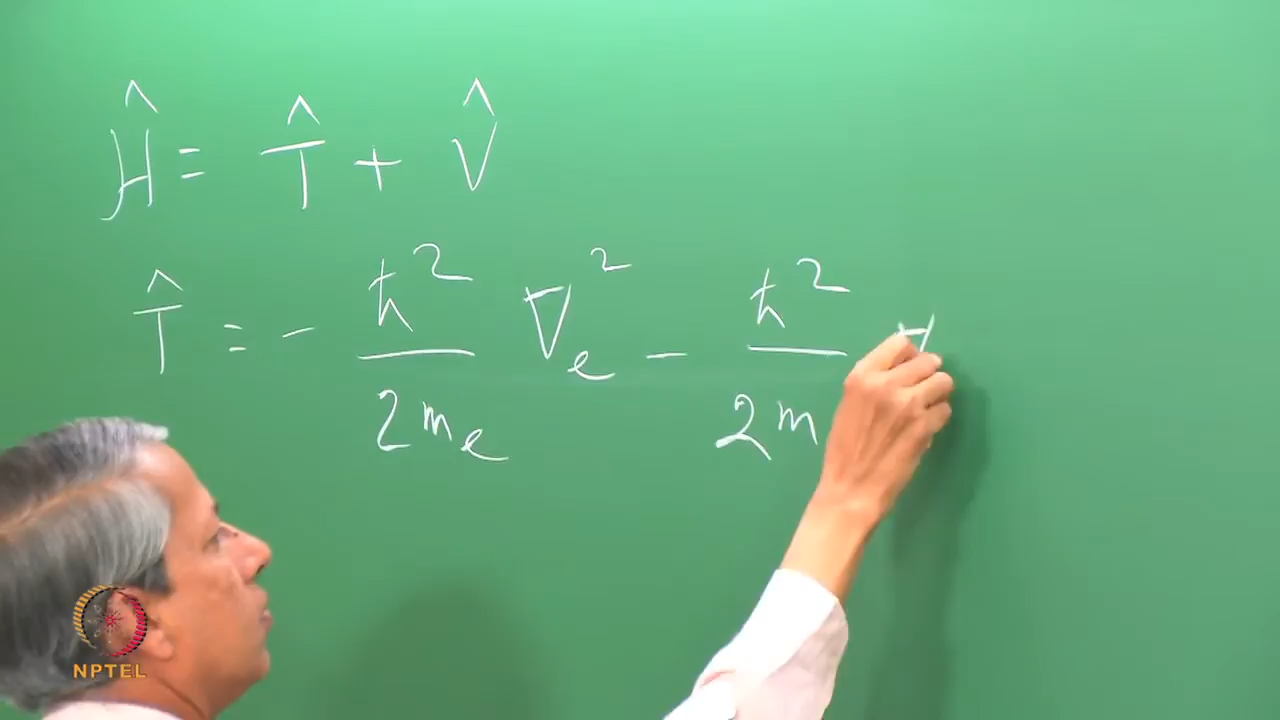 Ĥ = T̂ + V̂
T̂ = - ħ²/2mₑ ∇ₑ² - ħ²/2m
NPTEL